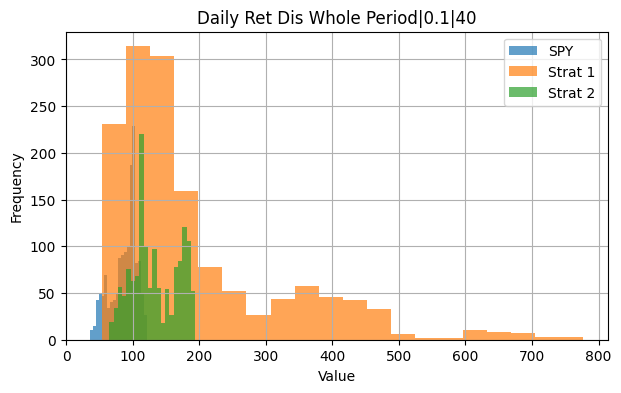 Daily Ret Dis Whole Period|0.1|40
SPY
Strat 1
Strat 2
Frequency
300
250
200
150
100
50
0
0 100 200 300 400 500 600 700 800
Value